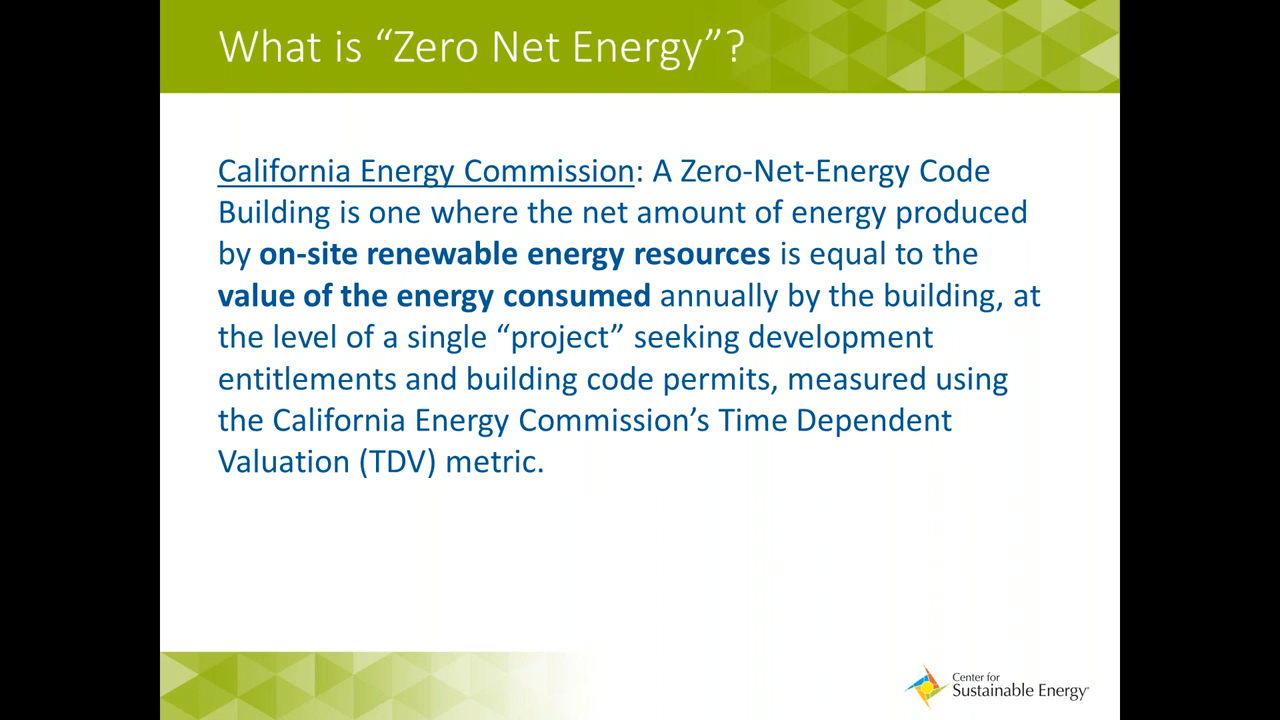 What is “Zero Net Energy”?
California Energy Commission: A Zero-Net-Energy Code
Building is one where the net amount of energy produced
by on-site renewable energy resources is equal to the
value of the energy consumed annually by the building, at
the level of a single “project” seeking development
entitlements and building code permits, measured using
the California Energy Commission’s Time Dependent
Valuation (TDV) metric.
Center for
Sustainable Energy